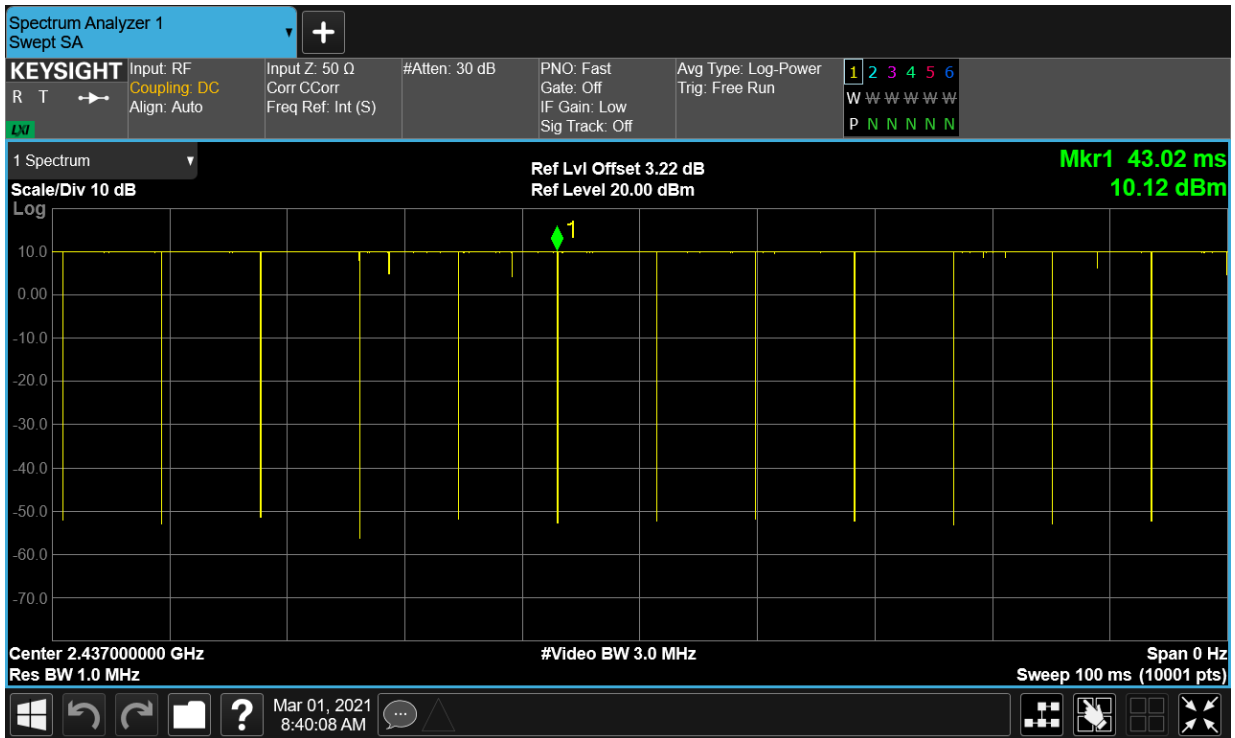 Spectrum Analyzer 1
Swept SA
KEYSIGHT
R T
LXI
Input: RF
Coupling: DC
Align: Auto
Input Z: 50 Ω
Corr CCorr
Freq Ref: Int (S)
#Atten: 30 dB
PNO: Fast
Gate: Off
IF Gain: Low
Sig Track: Off
Avg Type: Log-Power
Trig: Free Run
1 2 3 4 5 6
W W W W W W
P N N N N N
1 Spectrum
Scale/Div 10 dB
Log
Ref Lvl Offset 3.22 dB
Ref Level 20.00 dBm
Mkr1 43.02 ms
10.12 dBm
1
10.0
0.00
-10.0
-20.0
-30.0
-40.0
-50.0
-60.0
-70.0
Center 2.437000000 GHz
Res BW 1.0 MHz
#Video BW 3.0 MHz
Span 0 Hz
Sweep 100 ms (10001 pts)
?
Mar 01, 2021
8:40:08 AM